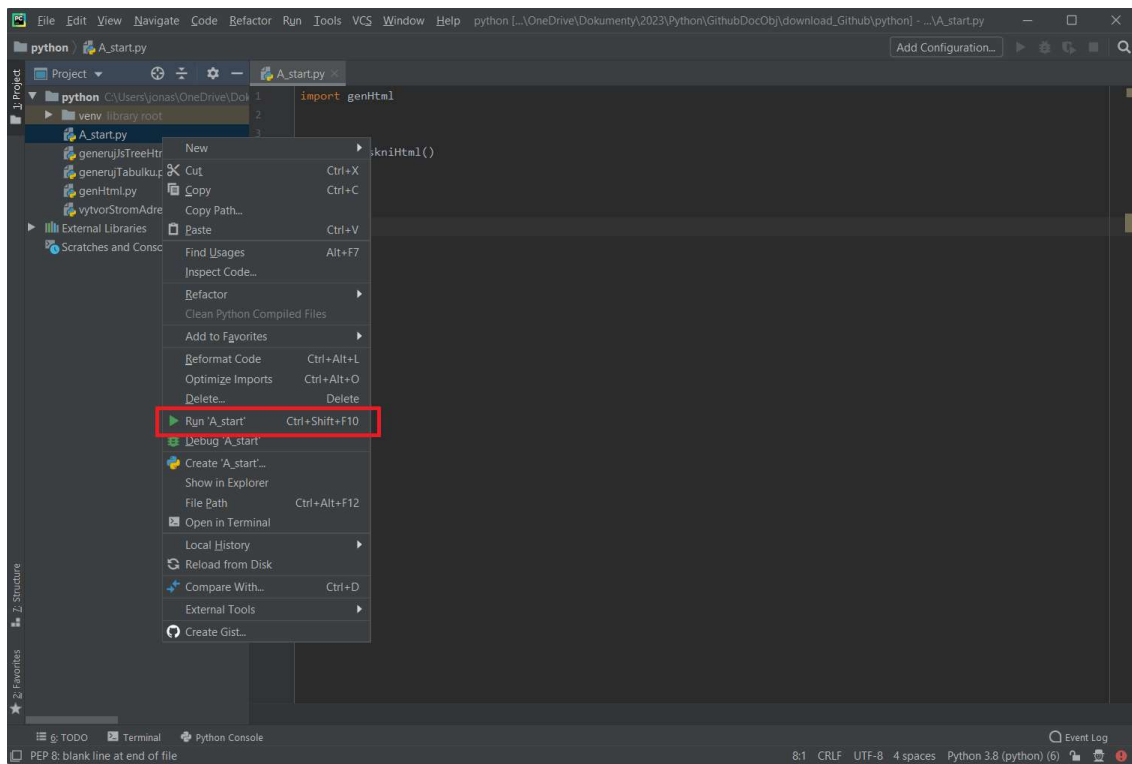 PC File Edit View Navigate Code Refactor Run Tools VCS Window Help python [...\OneDrive\Dokumenty\2023\Python\GithubDocObj\download_Github\python] - ...\A_start.py
python A_start.py Add Configuration...
1: Project
Project
A_start.py
python C:\Users\jonas\OneDrive\Dok
venv library root
A_start.py
generujJsTreeHtr
generujTabulku.p
genHtml.py
vytvorStromAdre
External Libraries
Scratches and Consc
1 import genHtml
2
3
skniHtml()
New
Cut Ctrl+X
Copy Ctrl+C
Copy Path...
Paste Ctrl+V
Find Usages Alt+F7
Inspect Code...
Refactor
Clean Python Compiled Files
Add to Favorites
Reformat Code Ctrl+Alt+L
Optimize Imports Ctrl+Alt+O
Delete... Delete
Run 'A_start' Ctrl+Shift+F10
Debug 'A_start'
Create 'A_start'...
Show in Explorer
File Path Ctrl+Alt+F12
Open in Terminal
Local History
Reload from Disk
Compare With... Ctrl+D
External Tools
Create Gist...
7: Structure
2: Favorites
6: TODO Terminal Python Console Event Log
PEP 8: blank line at end of file 8:1 CRLF UTF-8 4 spaces Python 3.8 (python) (6)